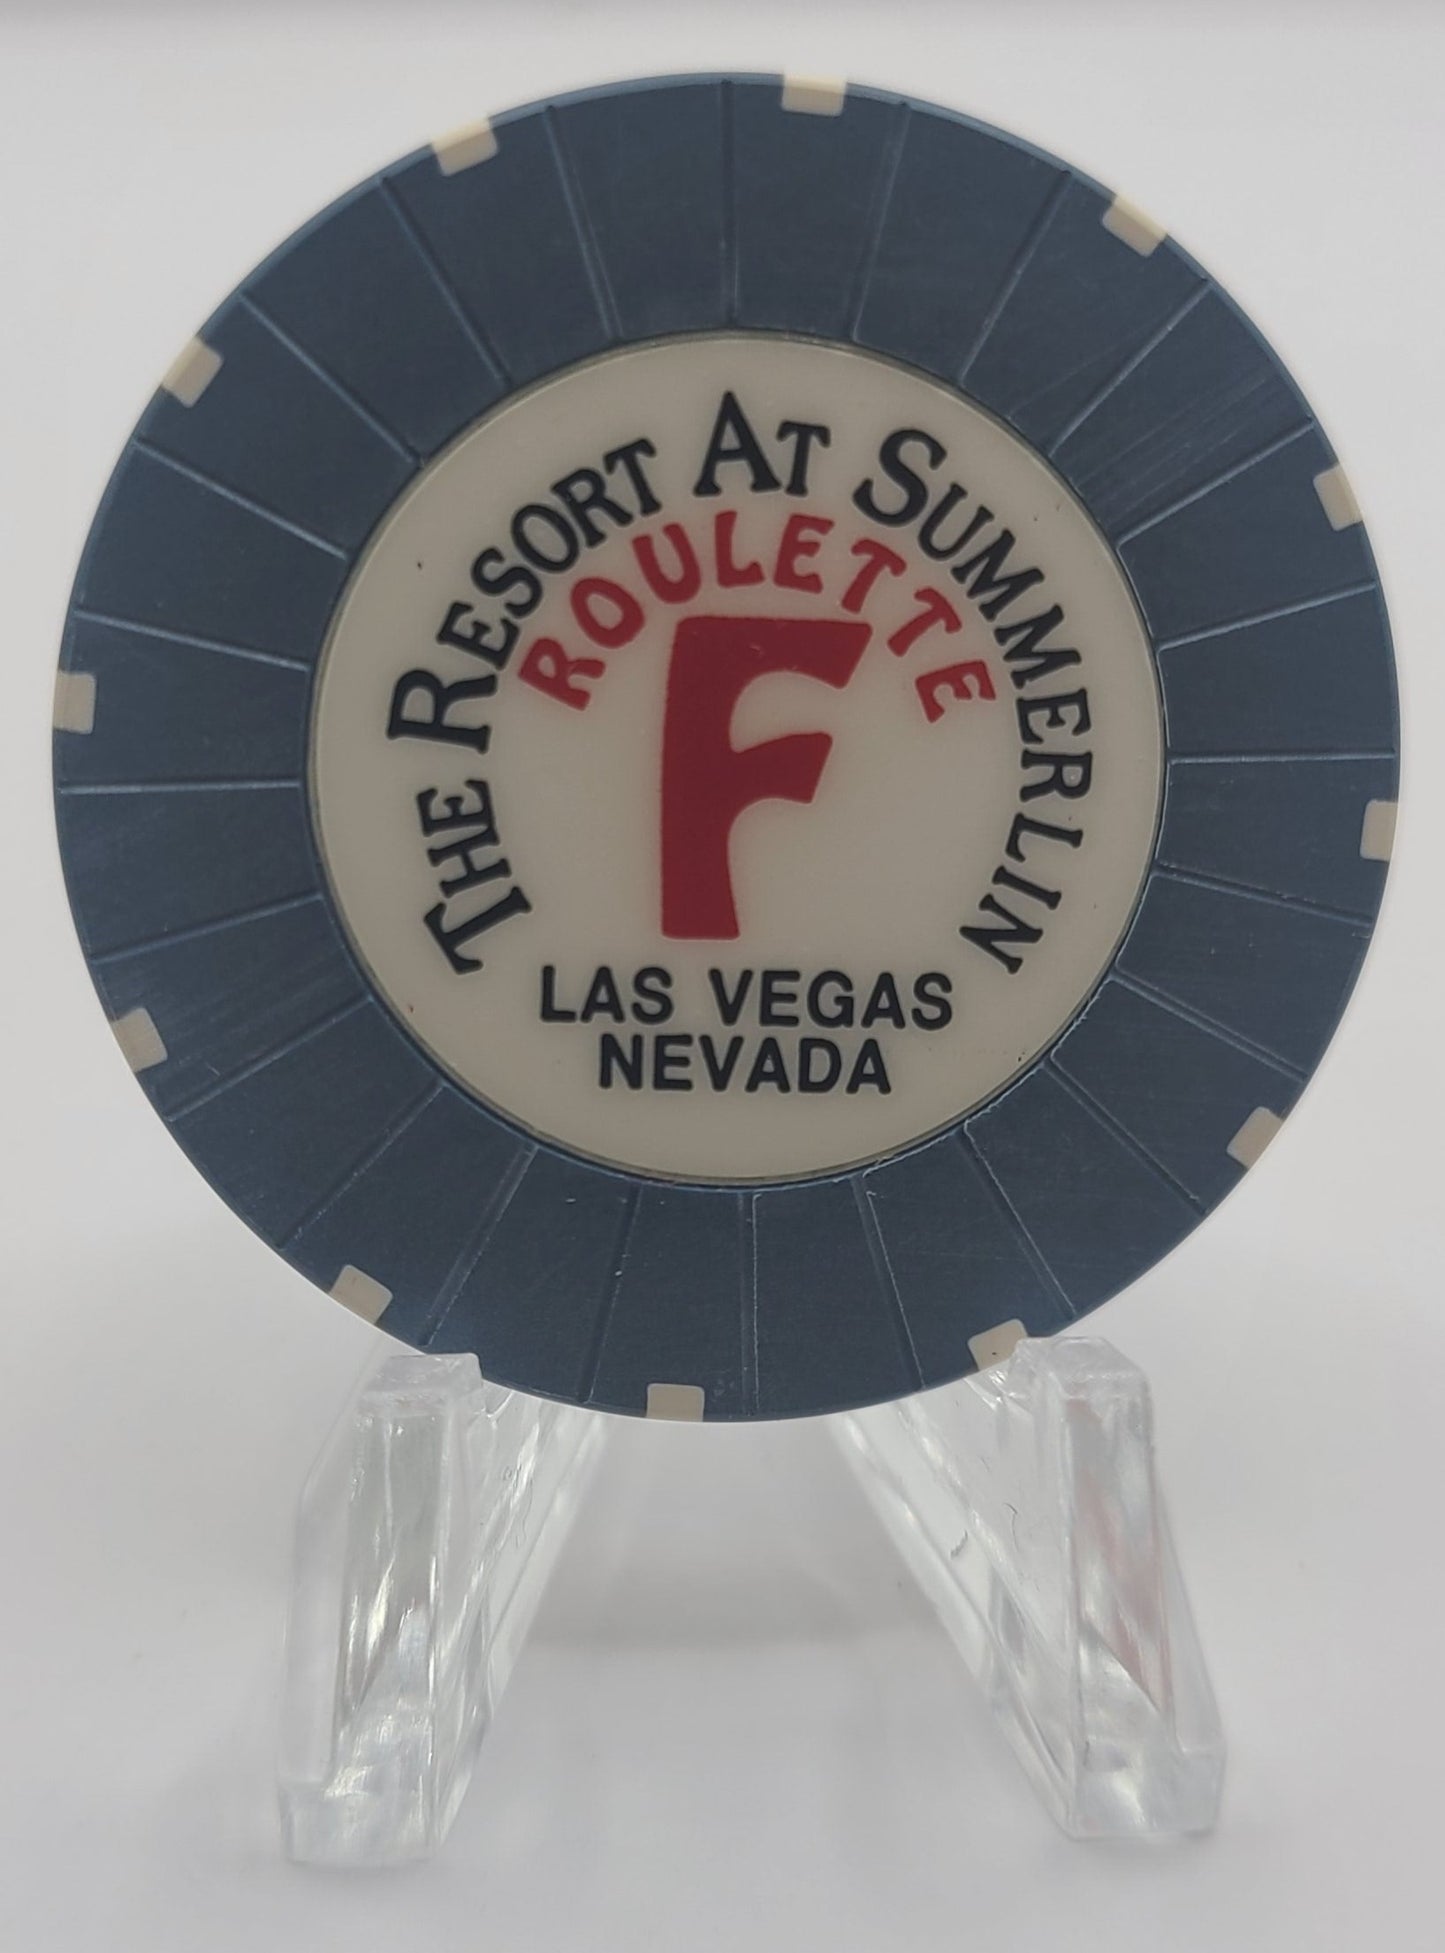 THE RESORT AT SUMMERLIN
ROULETTE
F
LAS VEGAS
NEVADA